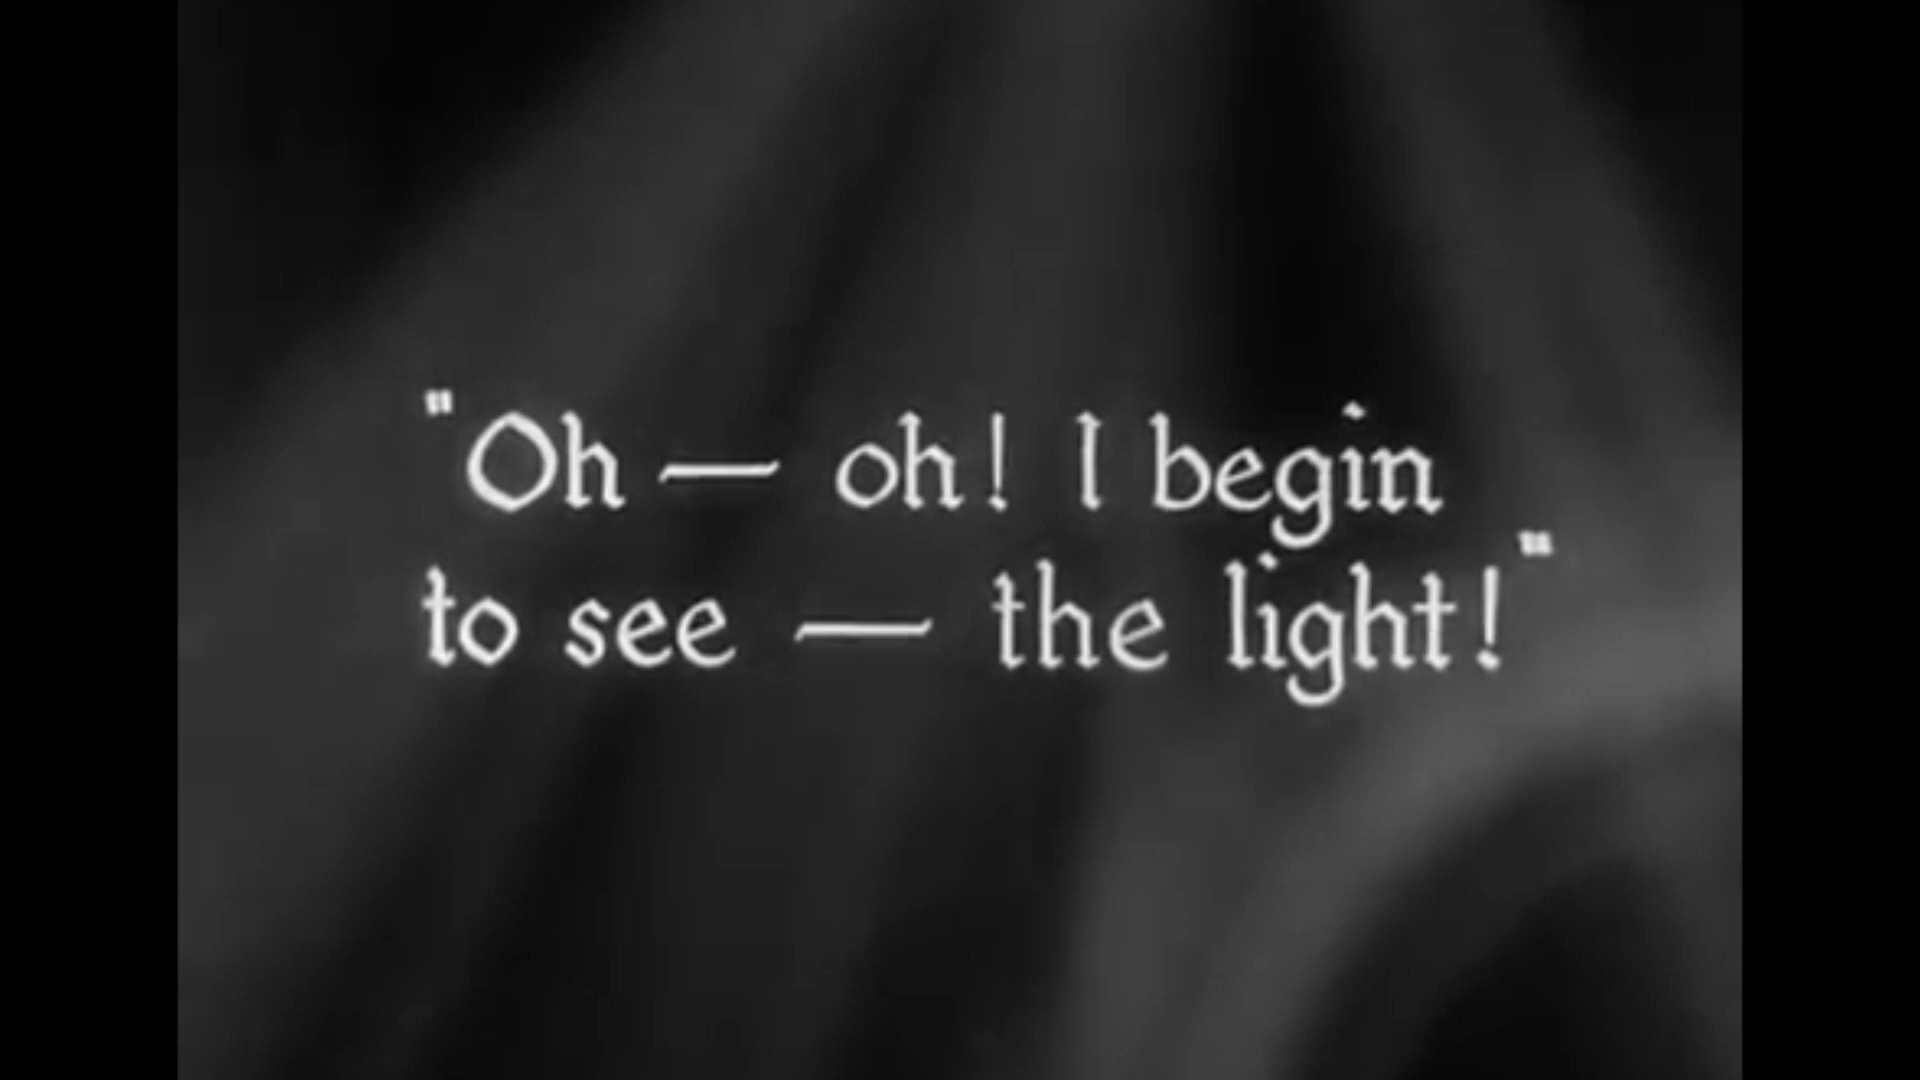 "Oh — oh! I begin
to see — the light!"